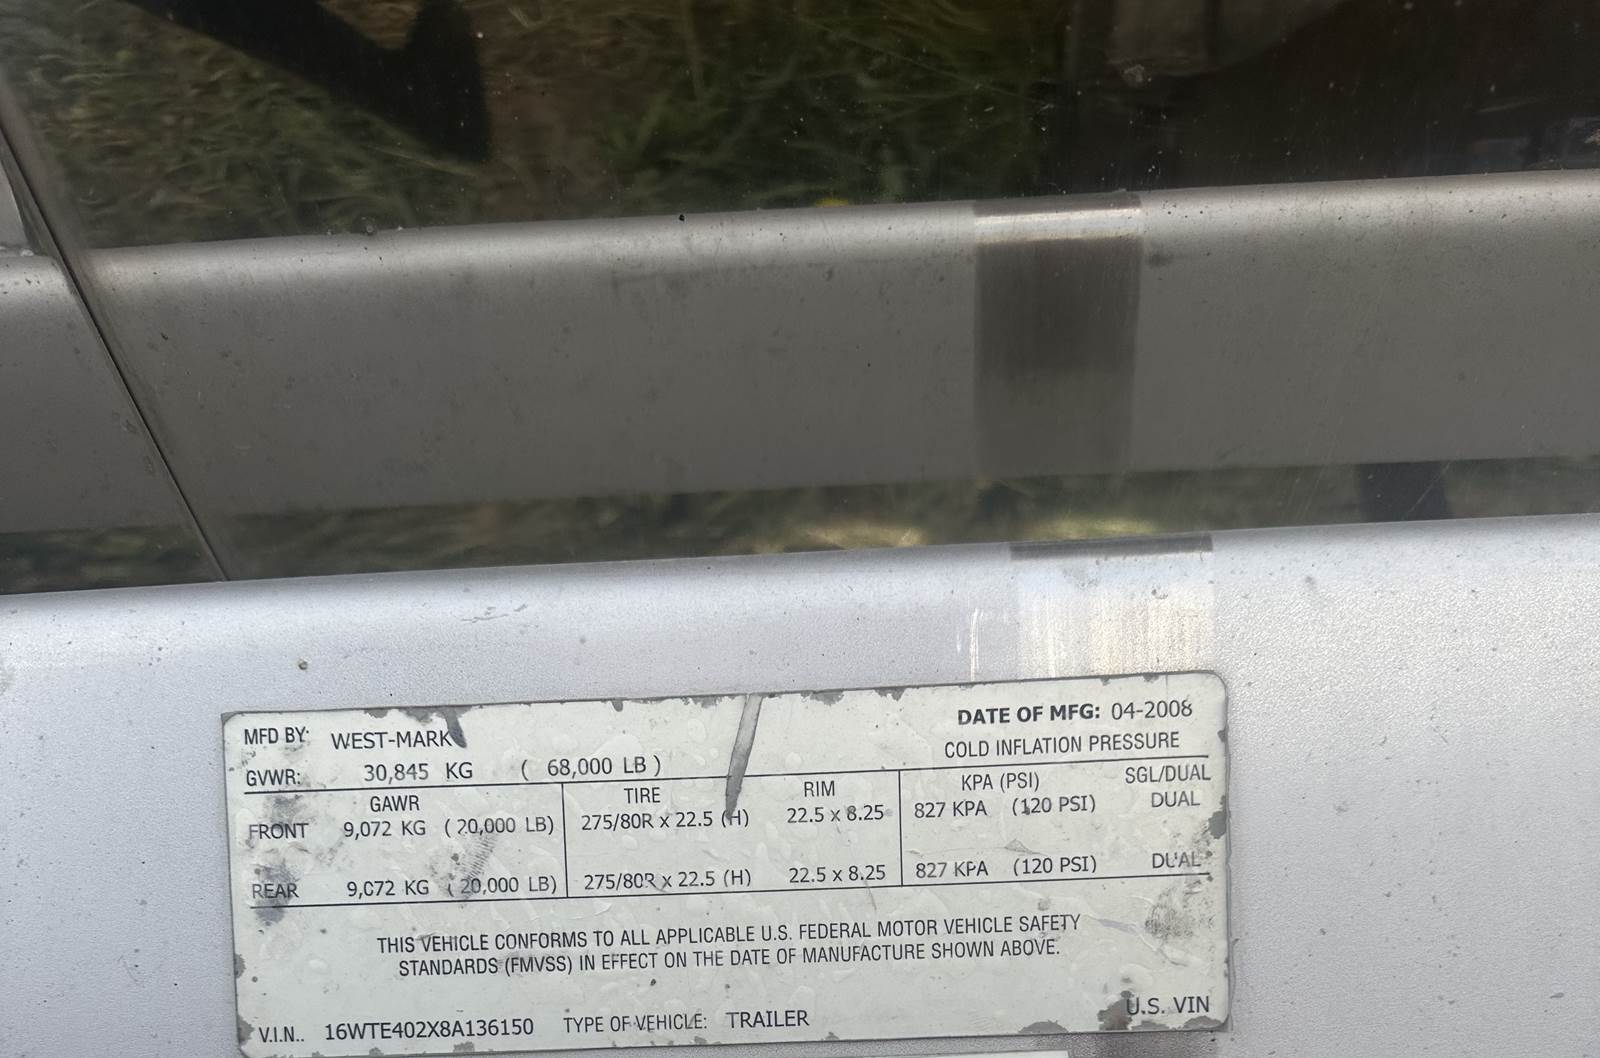 MFD BY: WEST-MARK DATE OF MFG: 04-2008
GVWR: 30,845 KG ( 68,000 LB ) COLD INFLATION PRESSURE
GAWR TIRE RIM KPA (PSI) SGL/DUAL
FRONT 9,072 KG ( 20,000 LB) 275/80R x 22.5 (H) 22.5 x 8.25 827 KPA (120 PSI) DUAL
REAR 9,072 KG ( 20,000 LB) 275/80R x 22.5 (H) 22.5 x 8.25 827 KPA (120 PSI) DUAL
THIS VEHICLE CONFORMS TO ALL APPLICABLE U.S. FEDERAL MOTOR VEHICLE SAFETY
STANDARDS (FMVSS) IN EFFECT ON THE DATE OF MANUFACTURE SHOWN ABOVE.
V.I.N.. 16WTE402X8A136150 TYPE OF VEHICLE: TRAILER U.S. VIN